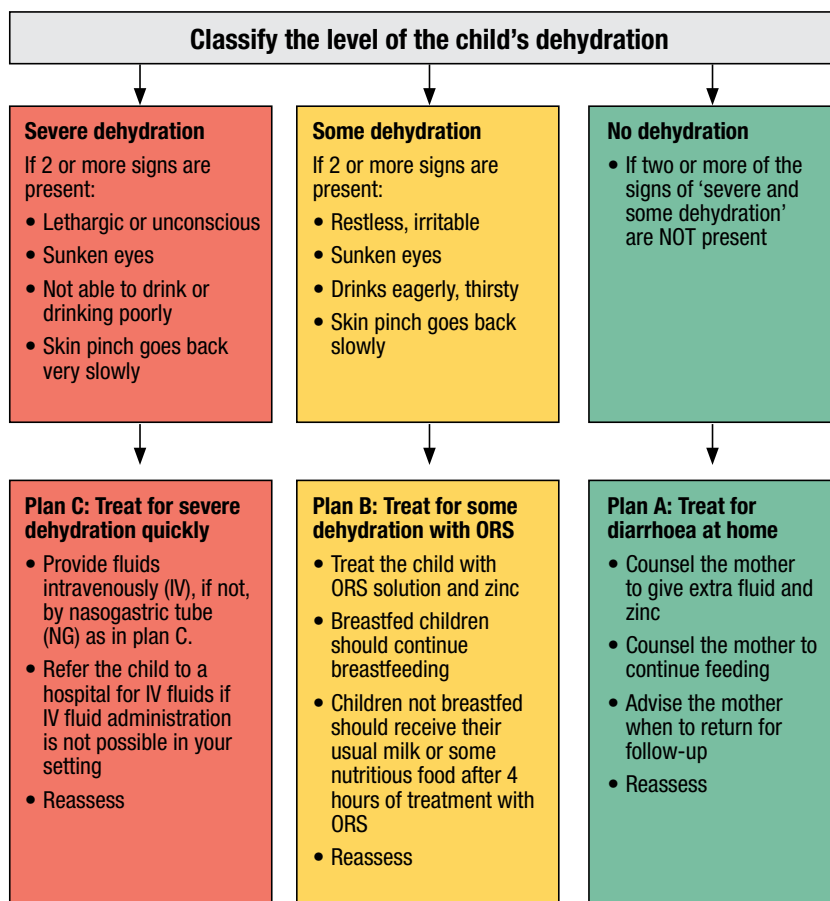 Classify the level of the child's dehydration
Severe dehydration
If 2 or more signs are
present:
• Lethargic or unconscious
• Sunken eyes
• Not able to drink or
drinking poorly
• Skin pinch goes back
very slowly
Some dehydration
If 2 or more signs are
present:
• Restless, irritable
• Sunken eyes
• Drinks eagerly, thirsty
• Skin pinch goes back
slowly
No dehydration
• If two or more of the
signs of ‘severe and
some dehydration’
are NOT present
Plan C: Treat for severe
dehydration quickly
• Provide fluids
intravenously (IV), if not,
by nasogastric tube
(NG) as in plan C.
• Refer the child to a
hospital for IV fluids if
IV fluid administration
is not possible in your
setting
• Reassess
Plan B: Treat for some
dehydration with ORS
• Treat the child with
ORS solution and zinc
• Breastfed children
should continue
breastfeeding
• Children not breastfed
should receive their
usual milk or some
nutritious food after 4
hours of treatment with
ORS
• Reassess
Plan A: Treat for
diarrhoea at home
• Counsel the mother
to give extra fluid and
zinc
• Counsel the mother to
continue feeding
• Advise the mother
when to return for
follow-up
• Reassess